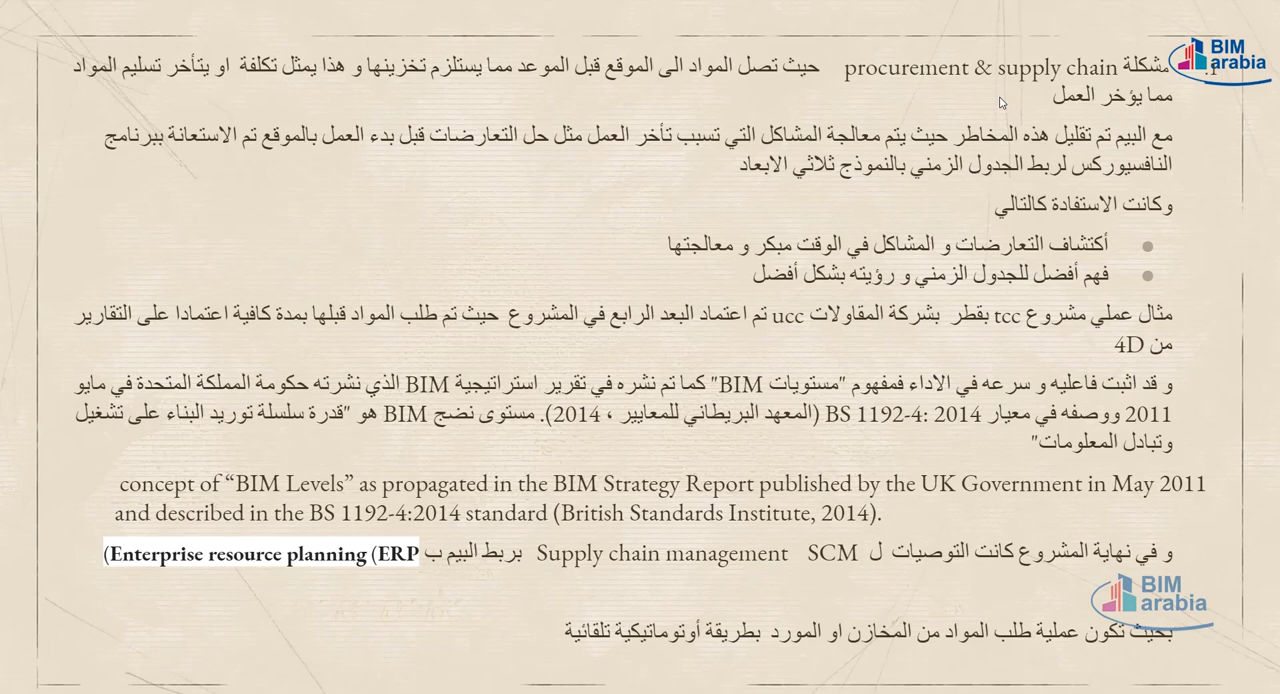 1. مشكلة procurement & supply chain حيث تصل المواد الى الموقع قبل الموعد مما يستلزم تخزينها و هذا يمثل تكلفة او يتأخر تسليم المواد
مما يؤخر العمل
مع البيم تم تقليل هذه المخاطر حيث يتم معالجة المشاكل التي تسبب تأخر العمل مثل حل التعارضات قبل بدء العمل بالموقع تم الاستعانة ببرنامج
النافسيوركس لربط الجدول الزمني بالنموذج ثلاثي الابعاد
وكانت الاستفادة كالتالي
● أكتشاف التعارضات و المشاكل في الوقت مبكر و معالجتها
● فهم أفضل للجدول الزمني و رؤيته بشكل أفضل
مثال عملي مشروع tcc بقطر بشركة المقاولات ucc تم اعتماد البعد الرابع في المشروع حيث تم طلب المواد قبلها بمدة كافية اعتمادا على التقارير
من 4D
و قد اثبت فاعليه و سرعه في الاداء فمفهوم "مستويات BIM" كما تم نشره في تقرير استراتيجية BIM الذي نشرته حكومة المملكة المتحدة في مايو
2011 ووصفه في معيار BS 1192-4: 2014 (المعهد البريطاني للمعايير ، 2014). مستوى نضج BIM هو "قدرة سلسلة توريد البناء على تشغيل
وتبادل المعلومات"
concept of “BIM Levels” as propagated in the BIM Strategy Report published by the UK Government in May 2011
and described in the BS 1192-4:2014 standard (British Standards Institute, 2014).
و في نهاية المشروع كانت التوصيات ل Supply chain management SCM بربط البيم ب Enterprise resource planning (ERP)
بحيث تكون عملية طلب المواد من المخازن او المورد بطريقة أوتوماتيكية تلقائية
BIM
arabia
BIM
arabia